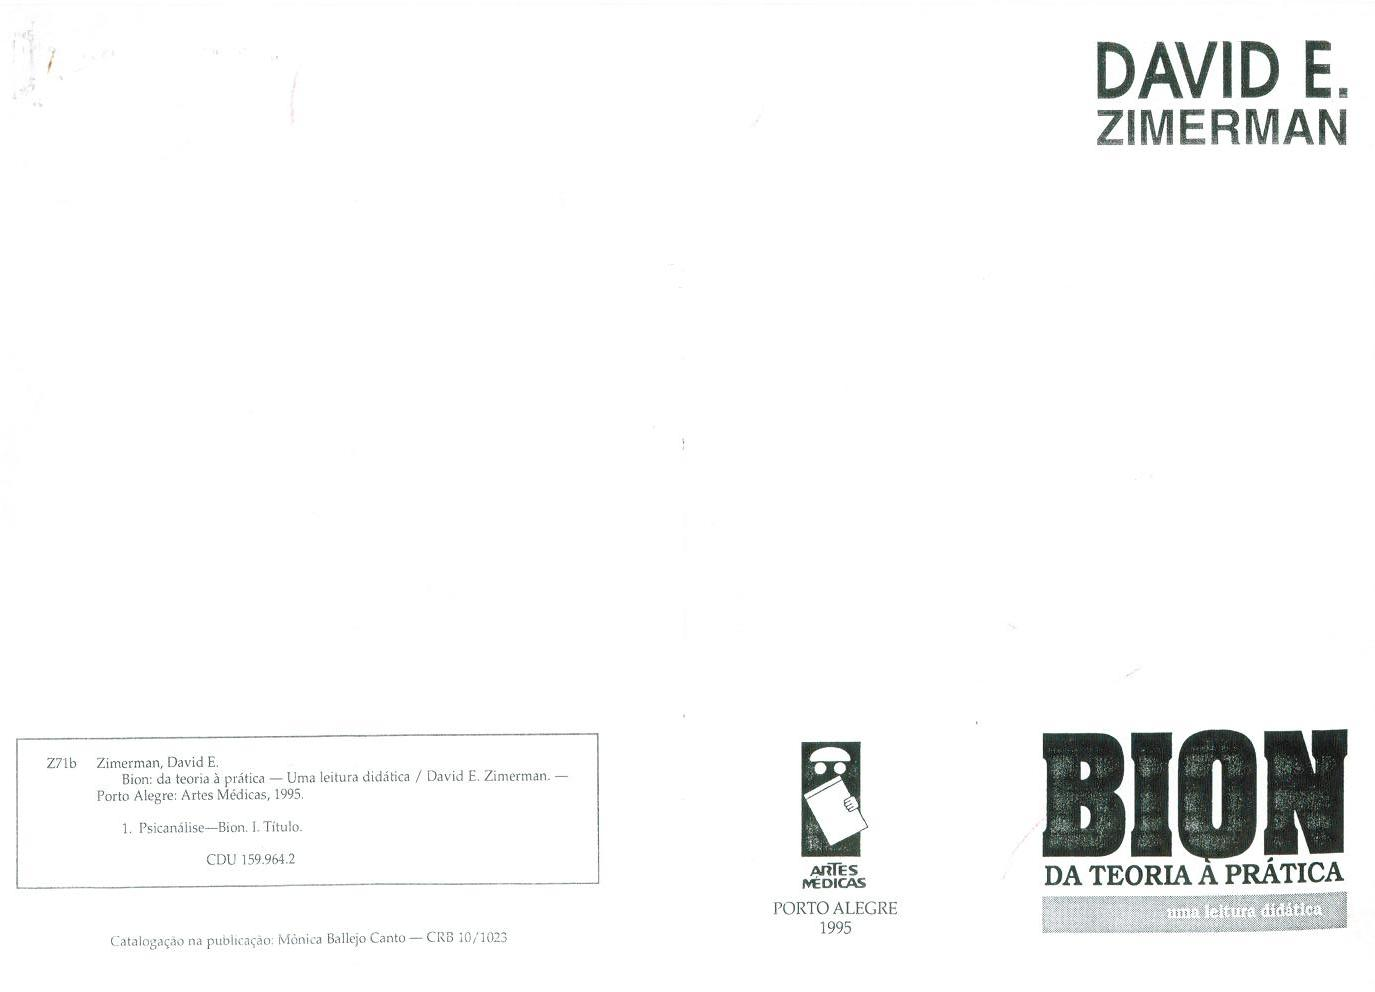 Z71b Zimerman, David E.
Bion: da teoria à prática — Uma leitura didática / David E. Zimerman. —
Porto Alegre: Artes Médicas, 1995.
1. Psicanálise—Bion. I. Título.
CDU 159.964.2
Catalogação na publicação: Mônica Ballejo Canto — CRB 10/1023
DAVID E.
ZIMERMAN
BION
DA TEORIA À PRÁTICA
uma leitura didática
ARTES
MÉDICAS
PORTO ALEGRE
1995